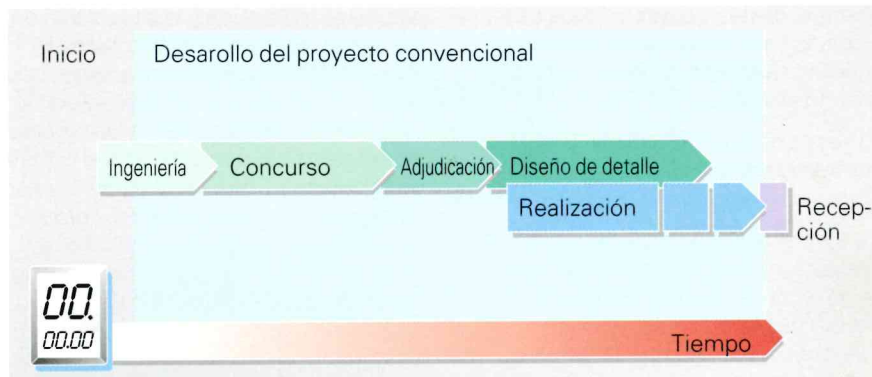 Inicio Desarollo del proyecto convencional
Ingeniería Concurso Adjudicación Diseño de detalle
Realización Recep-
ción
00.
00.00
Tiempo